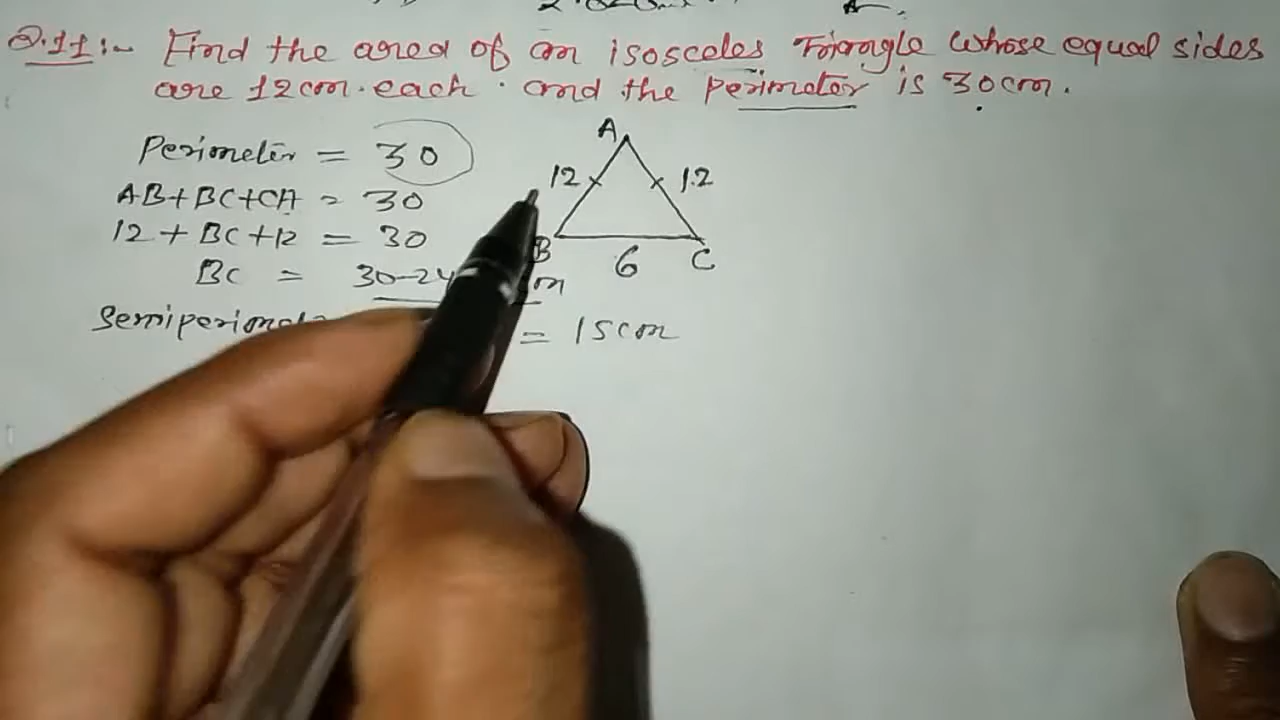 Q.11:- Find the area of an isosceles Triangle whose equal sides
are 12cm. each. and the perimeter is 30cm.
Perimeter = 30
AB+BC+CA = 30
12+BC+12 = 30
BC = 30-24
= 15cm
A
12
12
B
6
C